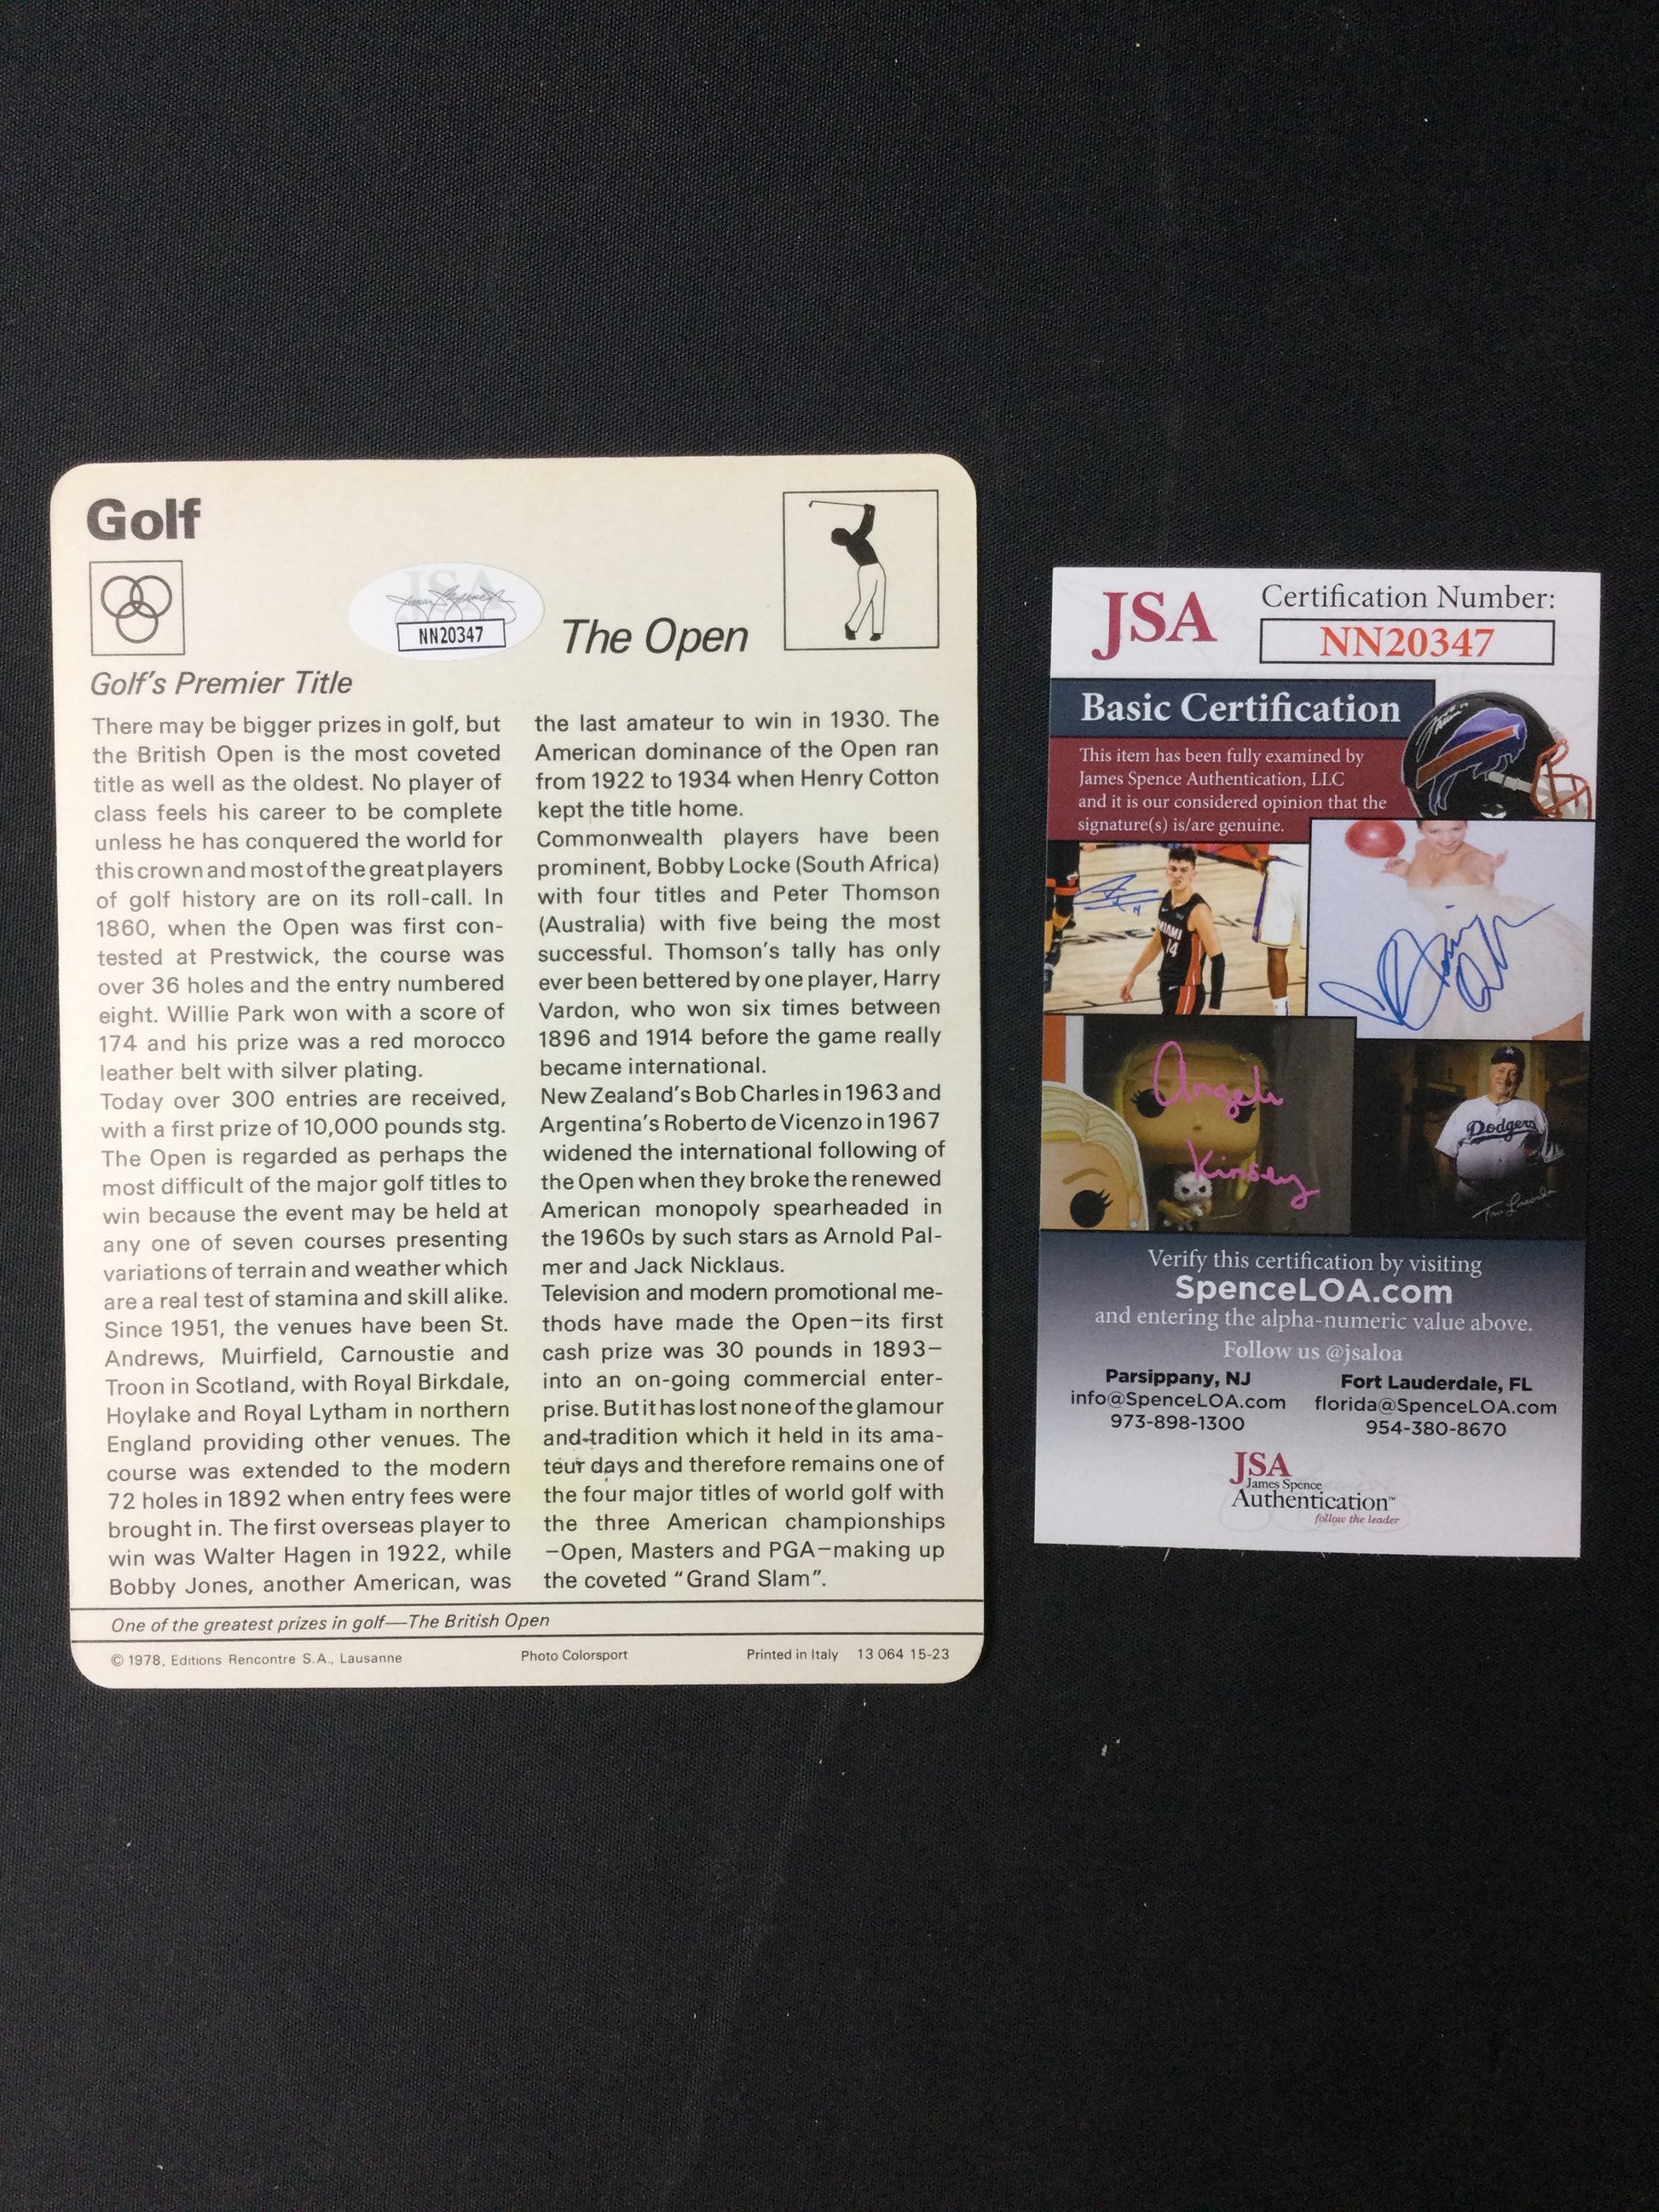 Golf
JSA
NN20347
The Open
Golf's Premier Title
There may be bigger prizes in golf, but
the British Open is the most coveted
title as well as the oldest. No player of
class feels his career to be complete
unless he has conquered the world for
this crown and most of the great players
of golf history are on its roll-call. In
1860, when the Open was first con-
tested at Prestwick, the course was
over 36 holes and the entry numbered
eight. Willie Park won with a score of
174 and his prize was a red morocco
leather belt with silver plating.
Today over 300 entries are received,
with a first prize of 10,000 pounds stg.
The Open is regarded as perhaps the
most difficult of the major golf titles to
win because the event may be held at
any one of seven courses presenting
variations of terrain and weather which
are a real test of stamina and skill alike.
Since 1951, the venues have been St.
Andrews, Muirfield, Carnoustie and
Troon in Scotland, with Royal Birkdale,
Hoylake and Royal Lytham in northern
England providing other venues. The
course was extended to the modern
72 holes in 1892 when entry fees were
brought in. The first overseas player to
win was Walter Hagen in 1922, while
Bobby Jones, another American, was
the last amateur to win in 1930. The
American dominance of the Open ran
from 1922 to 1934 when Henry Cotton
kept the title home.
Commonwealth players have been
prominent, Bobby Locke (South Africa)
with four titles and Peter Thomson
(Australia) with five being the most
successful. Thomson's tally has only
ever been bettered by one player, Harry
Vardon, who won six times between
1896 and 1914 before the game really
became international.
New Zealand's Bob Charles in 1963 and
Argentina's Roberto de Vicenzo in 1967
widened the international following of
the Open when they broke the renewed
American monopoly spearheaded in
the 1960s by such stars as Arnold Pal-
mer and Jack Nicklaus.
Television and modern promotional me-
thods have made the Open—its first
cash prize was 30 pounds in 1893—
into an on-going commercial enter-
prise. But it has lost none of the glamour
and tradition which it held in its ama-
teur days and therefore remains one of
the four major titles of world golf with
the three American championships
—Open, Masters and PGA—making up
the coveted "Grand Slam".
One of the greatest prizes in golf—The British Open
© 1978, Editions Rencontre S.A., Lausanne Photo Colorsport Printed in Italy 13 064 15-23
JSA
Certification Number:
NN20347
Basic Certification
This item has been fully examined by
James Spence Authentication, LLC
and it is our considered opinion that the
signature(s) is/are genuine.
MIAMI
14
Angela
Kinsey
Dodgers
Verify this certification by visiting
SpenceLOA.com
and entering the alpha-numeric value above.
Follow us @jsaloa
Parsippany, NJ
info@SpenceLOA.com
973-898-1300
Fort Lauderdale, FL
florida@SpenceLOA.com
954-380-8670
JSA
James Spence
Authentication™
follow the leader